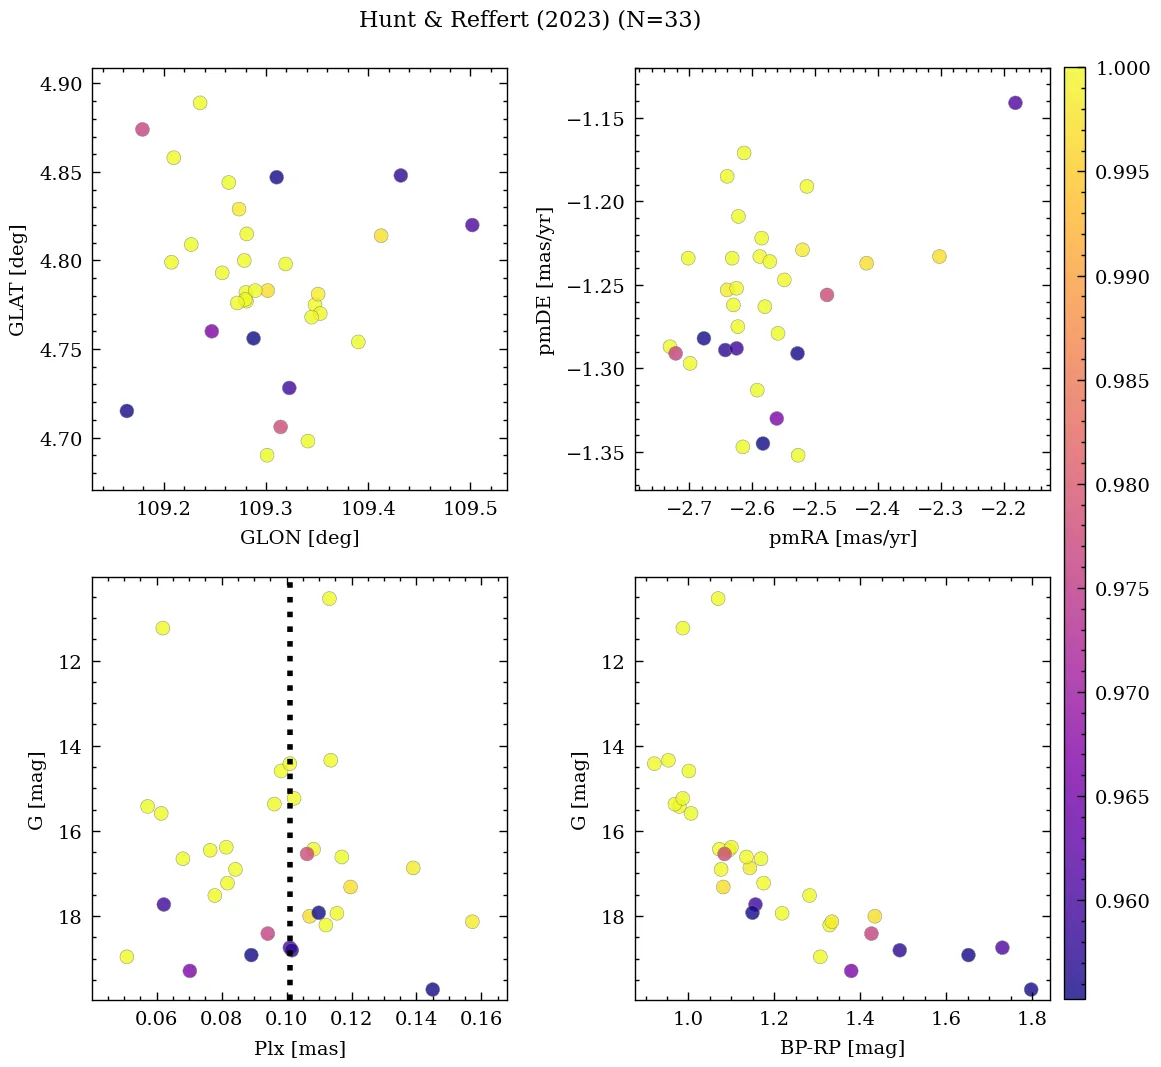 Hunt & Reffert (2023) (N=33)
4.90
4.85
4.80
4.75
4.70
GLAT [deg]
109.2 109.3 109.4 109.5
GLON [deg]
−1.15
−1.20
−1.25
−1.30
−1.35
pmDE [mas/yr]
−2.7 −2.6 −2.5 −2.4 −2.3 −2.2
pmRA [mas/yr]
12
14
16
18
G [mag]
0.06 0.08 0.10 0.12 0.14 0.16
Plx [mas]
12
14
16
18
G [mag]
1.0 1.2 1.4 1.6 1.8
BP-RP [mag]
1.000
0.995
0.990
0.985
0.980
0.975
0.970
0.965
0.960